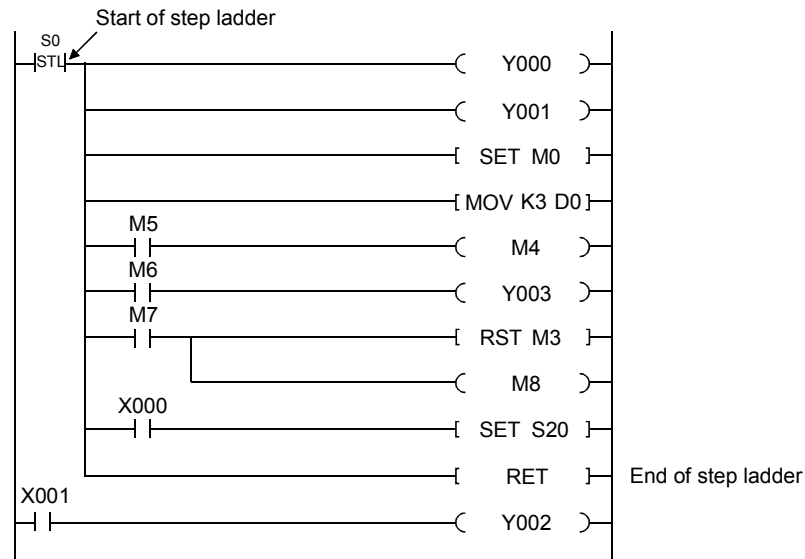 Start of step ladder
S0
STL
Y000
Y001
SET M0
MOV K3 D0
M5
M4
M6
Y003
M7
RST M3
M8
X000
SET S20
RET
End of step ladder
X001
Y002